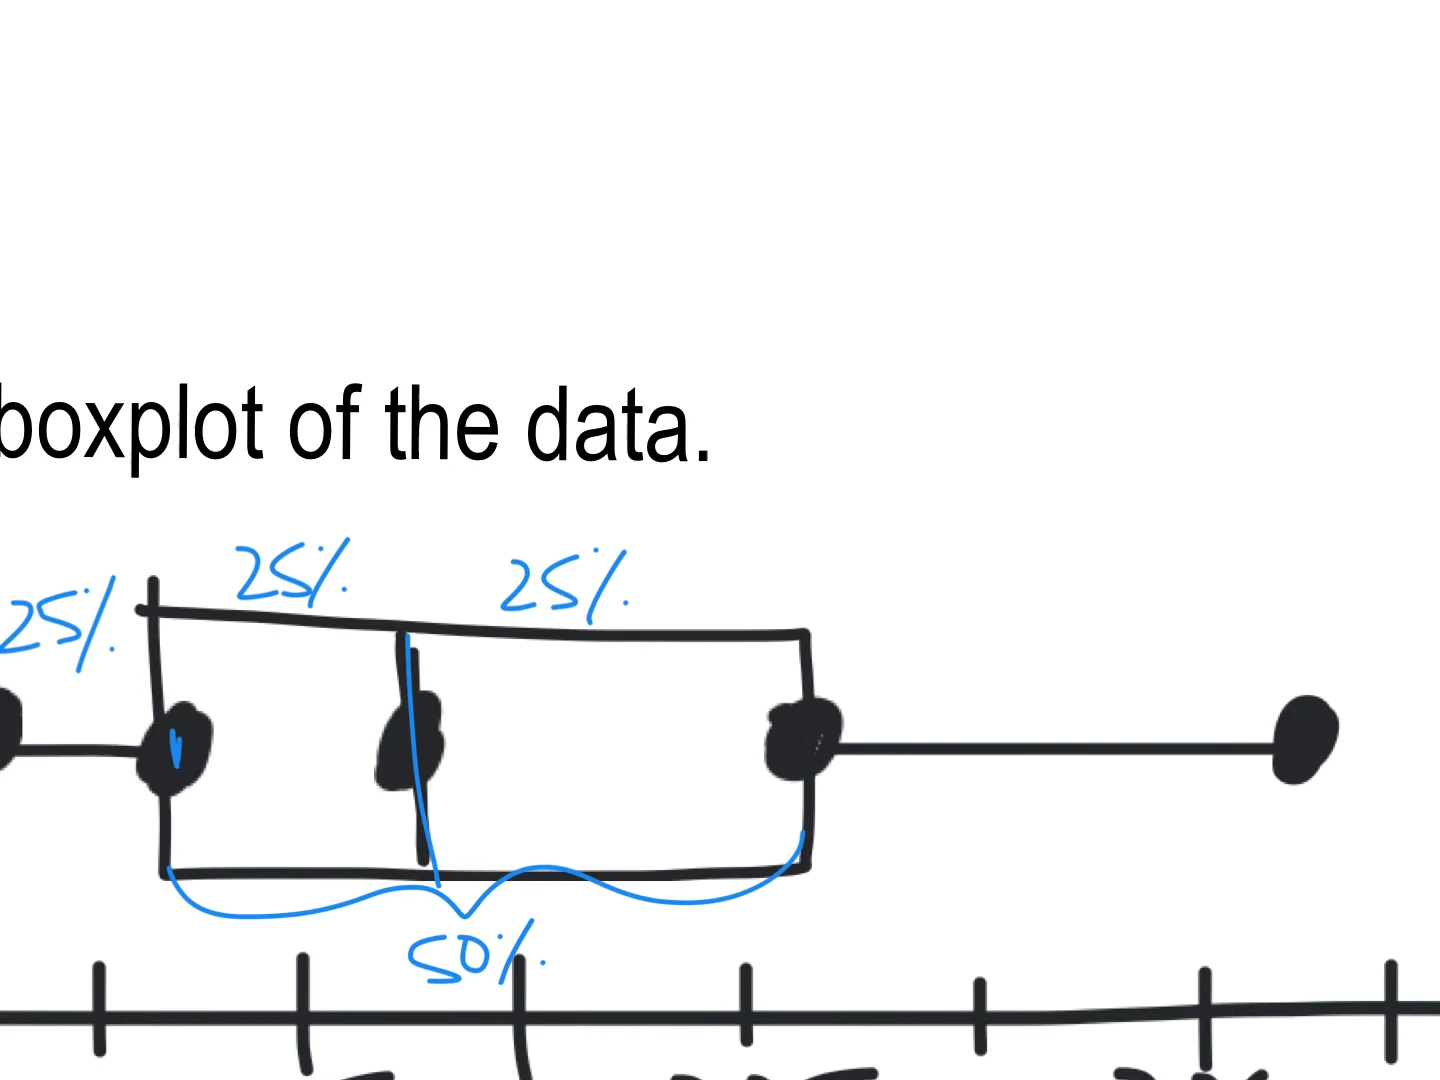 boxplot of the data.
25% 25% 25%
50%